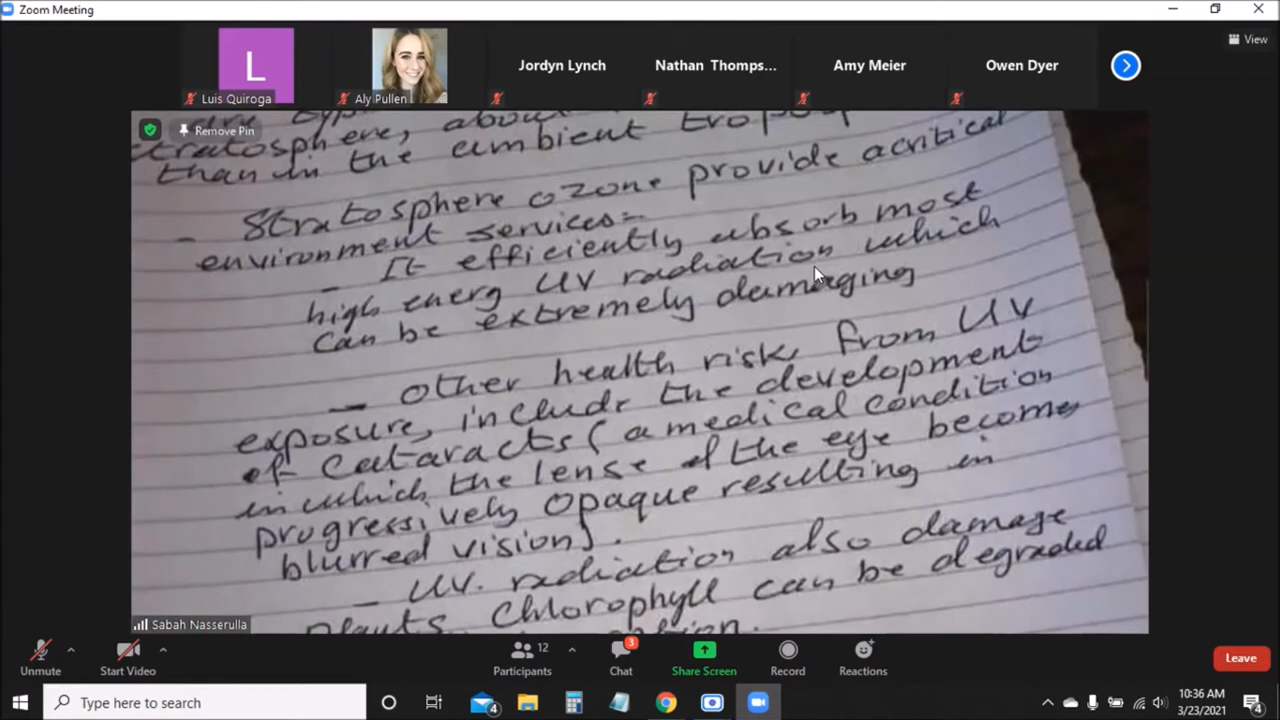 Zoom Meeting
View
L
Luis Quiroga
Aly Pullen
Jordyn Lynch
Nathan Thomps...
Amy Meier
Owen Dyer
Remove Pin
stratosphere, abou
than in the ambient tropo
- Stratosphere ozone provide a critical
environment services:-
- It efficiently absorb most
high energ UV radiation which
can be extremely damaging
- other health risk, from UV
exposure, include the development
of Cataracts ( a medical condition
in which the lense of the eye becomes
progressively opaque resulting in
blurred vision).
- UV. radiation also damage
plants, Chlorophyll can be degraded
Sabah Nasserulla
Unmute
Start Video
12
Participants
3
Chat
Share Screen
Record
Reactions
Leave
Type here to search
4
10:36 AM
3/23/2021
4